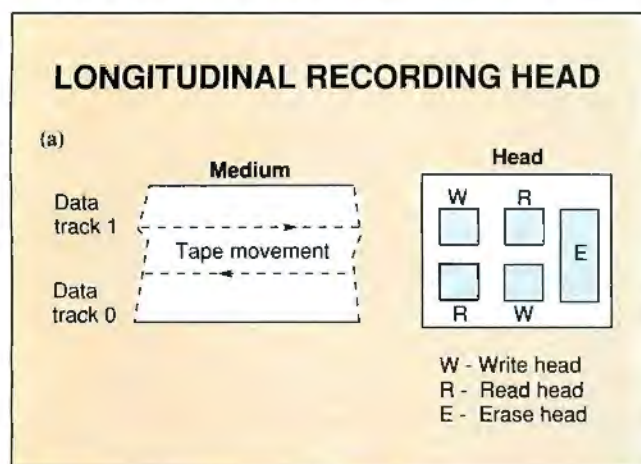 LONGITUDINAL RECORDING HEAD
(a)
Medium
Data
track 1
Tape movement
Data
track 0
Head
W R
E
R W
W - Write head
R - Read head
E - Erase head